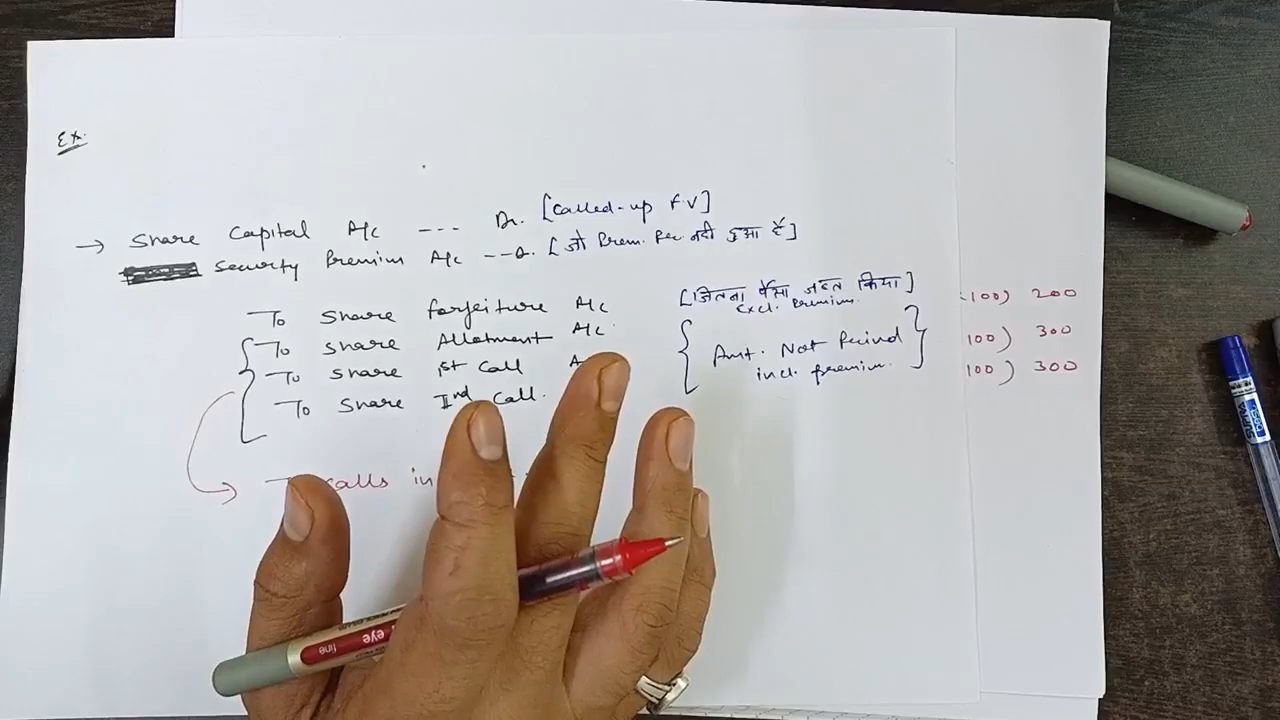 Ex.
→ Share Capital A/c --- Dr. [Called-up F.V]
Security Premium A/c --- Dr. [जो Prem. Rec. नही हुआ है]
To Share forfeiture A/c [जितना पैसा जब्त किया]
Excl. Premium.
To Share Allotment A/c
To Share 1st Call A
To Share IInd Call.
{ Amt. Not Recived
incl. premium. }
Calls in
100) 200
100) 300
100) 300
eye
fine